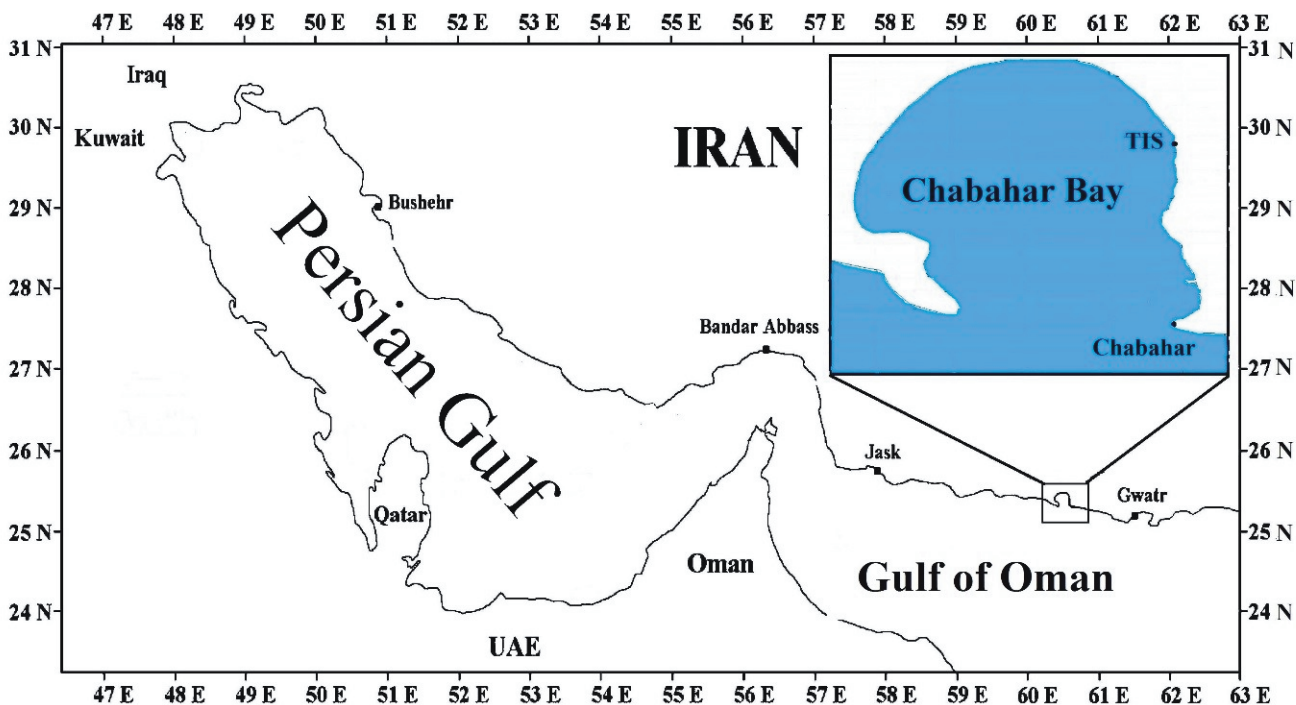 47 E 48 E 49 E 50 E 51 E 52 E 53 E 54 E 55 E 56 E 57 E 58 E 59 E 60 E 61 E 62 E 63 E
31 N 31 N
Iraq
30 N 30 N
Kuwait
IRAN
TIS
Chabahar Bay
29 N 29 N
Bushehr
Persian Gulf
28 N 28 N
Bandar Abbass
Chabahar
27 N 27 N
26 N 26 N
Jask
Gwatr
Qatar
25 N 25 N
Oman
Gulf of Oman
24 N 24 N
UAE
47 E 48 E 49 E 50 E 51 E 52 E 53 E 54 E 55 E 56 E 57 E 58 E 59 E 60 E 61 E 62 E 63 E